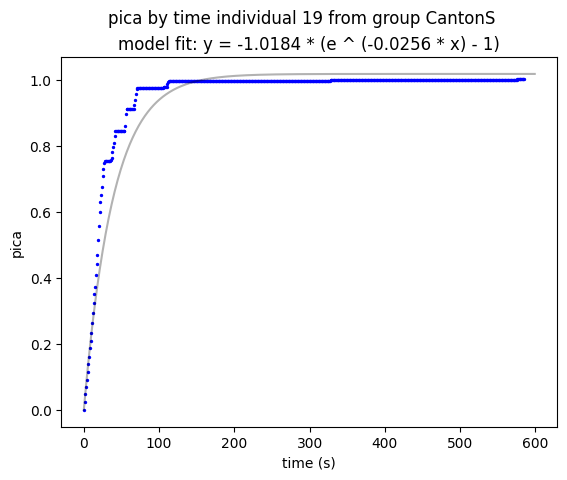 pica by time individual 19 from group CantonS
model fit: y = -1.0184 * (e ^ (-0.0256 * x) - 1)
1.0
0.8
0.6
0.4
0.2
0.0
pica
0 100 200 300 400 500 600
time (s)